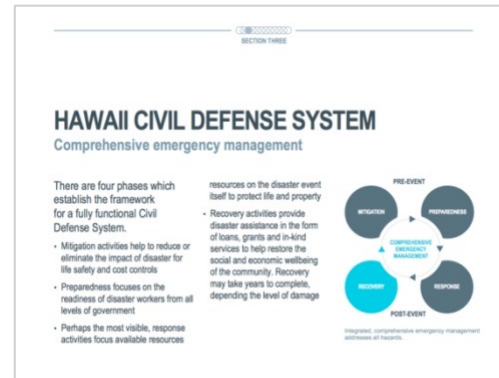 SECTION THREE
HAWAII CIVIL DEFENSE SYSTEM
Comprehensive emergency management
There are four phases which
establish the framework
for a fully functional Civil
Defense System.
• Mitigation activities help to reduce or
eliminate the impact of disaster for
life safety and cost controls
• Preparedness focuses on the
readiness of disaster workers from all
levels of government
• Perhaps the most visible, response
activities focus available resources
resources on the disaster event
itself to protect life and property
• Recovery activities provide
disaster assistance in the form
of loans, grants and in-kind
services to help restore the
social and economic wellbeing
of the community. Recovery
may take years to complete,
depending the level of damage
PRE-EVENT
MITIGATION
PREPAREDNESS
COMPREHENSIVE
EMERGENCY
MANAGEMENT
RECOVERY
RESPONSE
POST-EVENT
Integrated, comprehensive emergency management
addresses all hazards.